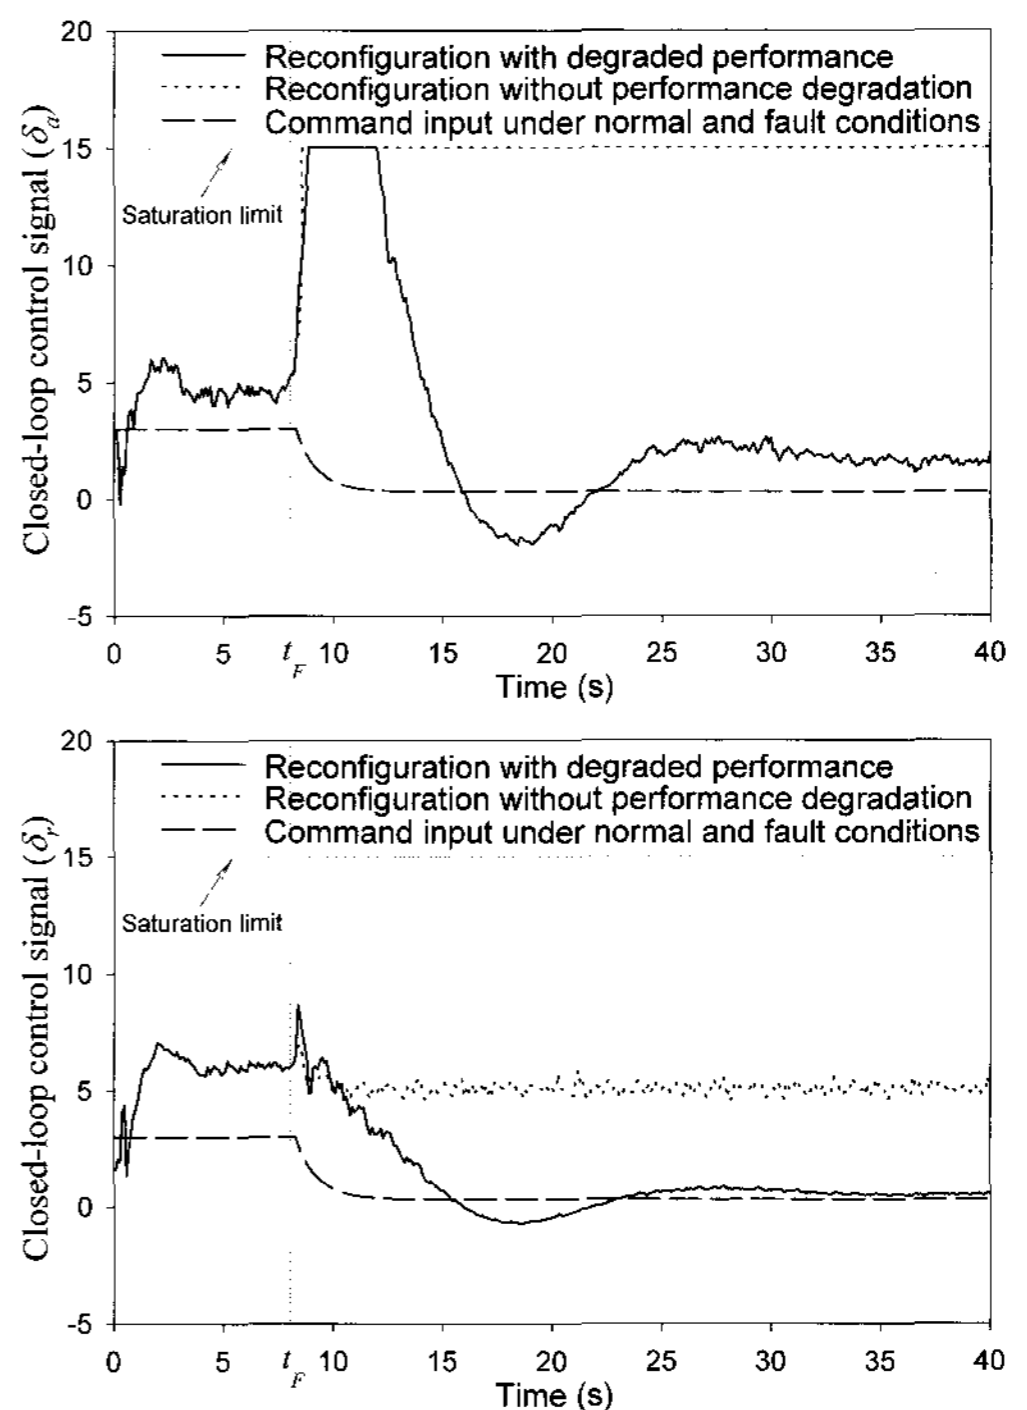 20
Reconfiguration with degraded performance
Reconfiguration without performance degradation
Command input under normal and fault conditions
15
Saturation limit
10
5
0
-5
Closed-loop control signal (δa)
0 5 tF 10 15 20 25 30 35 40
Time (s)
20
Reconfiguration with degraded performance
Reconfiguration without performance degradation
Command input under normal and fault conditions
15
Saturation limit
10
5
0
-5
Closed-loop control signal (δr)
0 5 tF 10 15 20 25 30 35 40
Time (s)